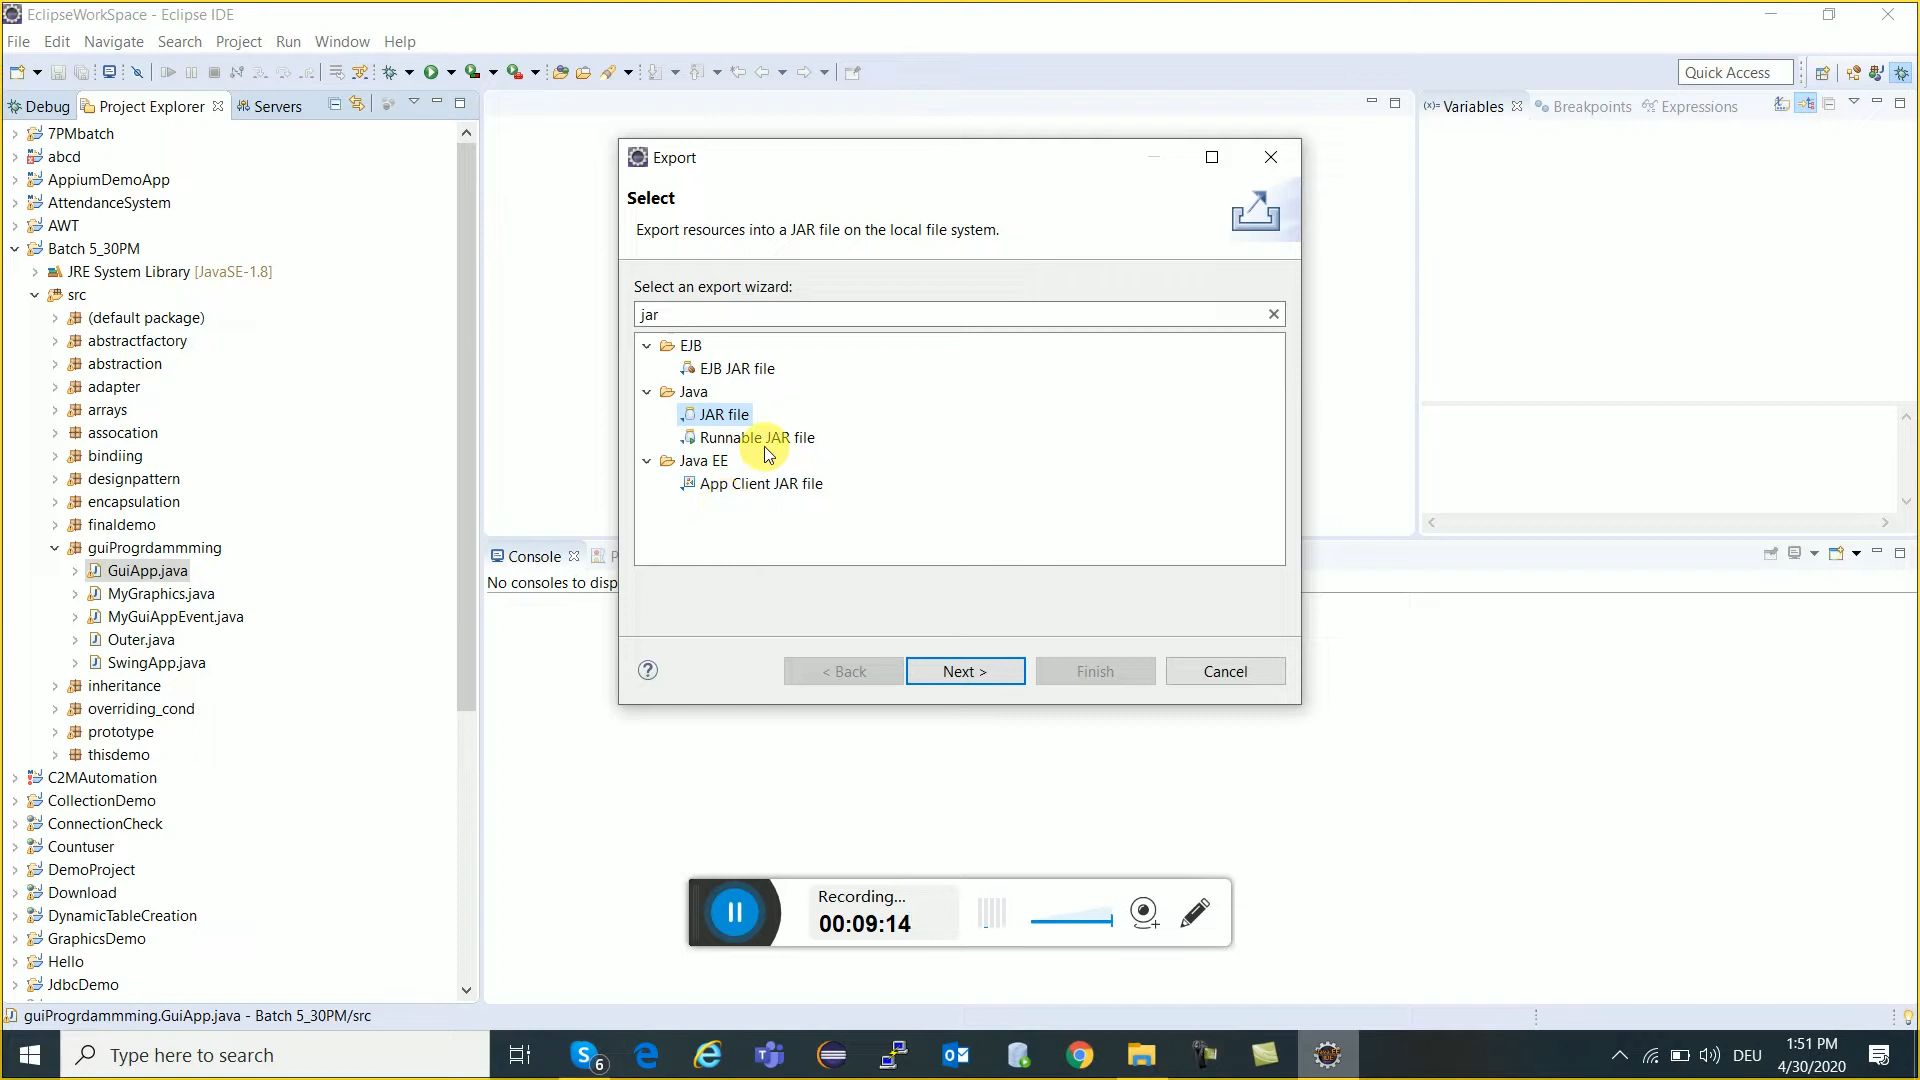 EclipseWorkSpace - Eclipse IDE
File Edit Navigate Search Project Run Window Help
Quick Access
Debug Project Explorer Servers
(x)= Variables Breakpoints Expressions
7PMbatch
abcd
AppiumDemoApp
AttendanceSystem
AWT
Batch 5_30PM
JRE System Library [JavaSE-1.8]
src
(default package)
abstractfactory
abstraction
adapter
arrays
assocation
bindiing
designpattern
encapsulation
finaldemo
guiProgrdammming
GuiApp.java
MyGraphics.java
MyGuiAppEvent.java
Outer.java
SwingApp.java
inheritance
overriding_cond
prototype
thisdemo
C2MAutomation
CollectionDemo
ConnectionCheck
Countuser
DemoProject
Download
DynamicTableCreation
GraphicsDemo
Hello
JdbcDemo
Export
Select
Export resources into a JAR file on the local file system.
Select an export wizard:
jar
EJB
EJB JAR file
Java
JAR file
Runnable JAR file
Java EE
App Client JAR file
< Back Next > Finish Cancel
Console
No consoles to disp
Recording...
00:09:14
guiProgrdammming.GuiApp.java - Batch 5_30PM/src
Type here to search
6
DEU
1:51 PM
4/30/2020